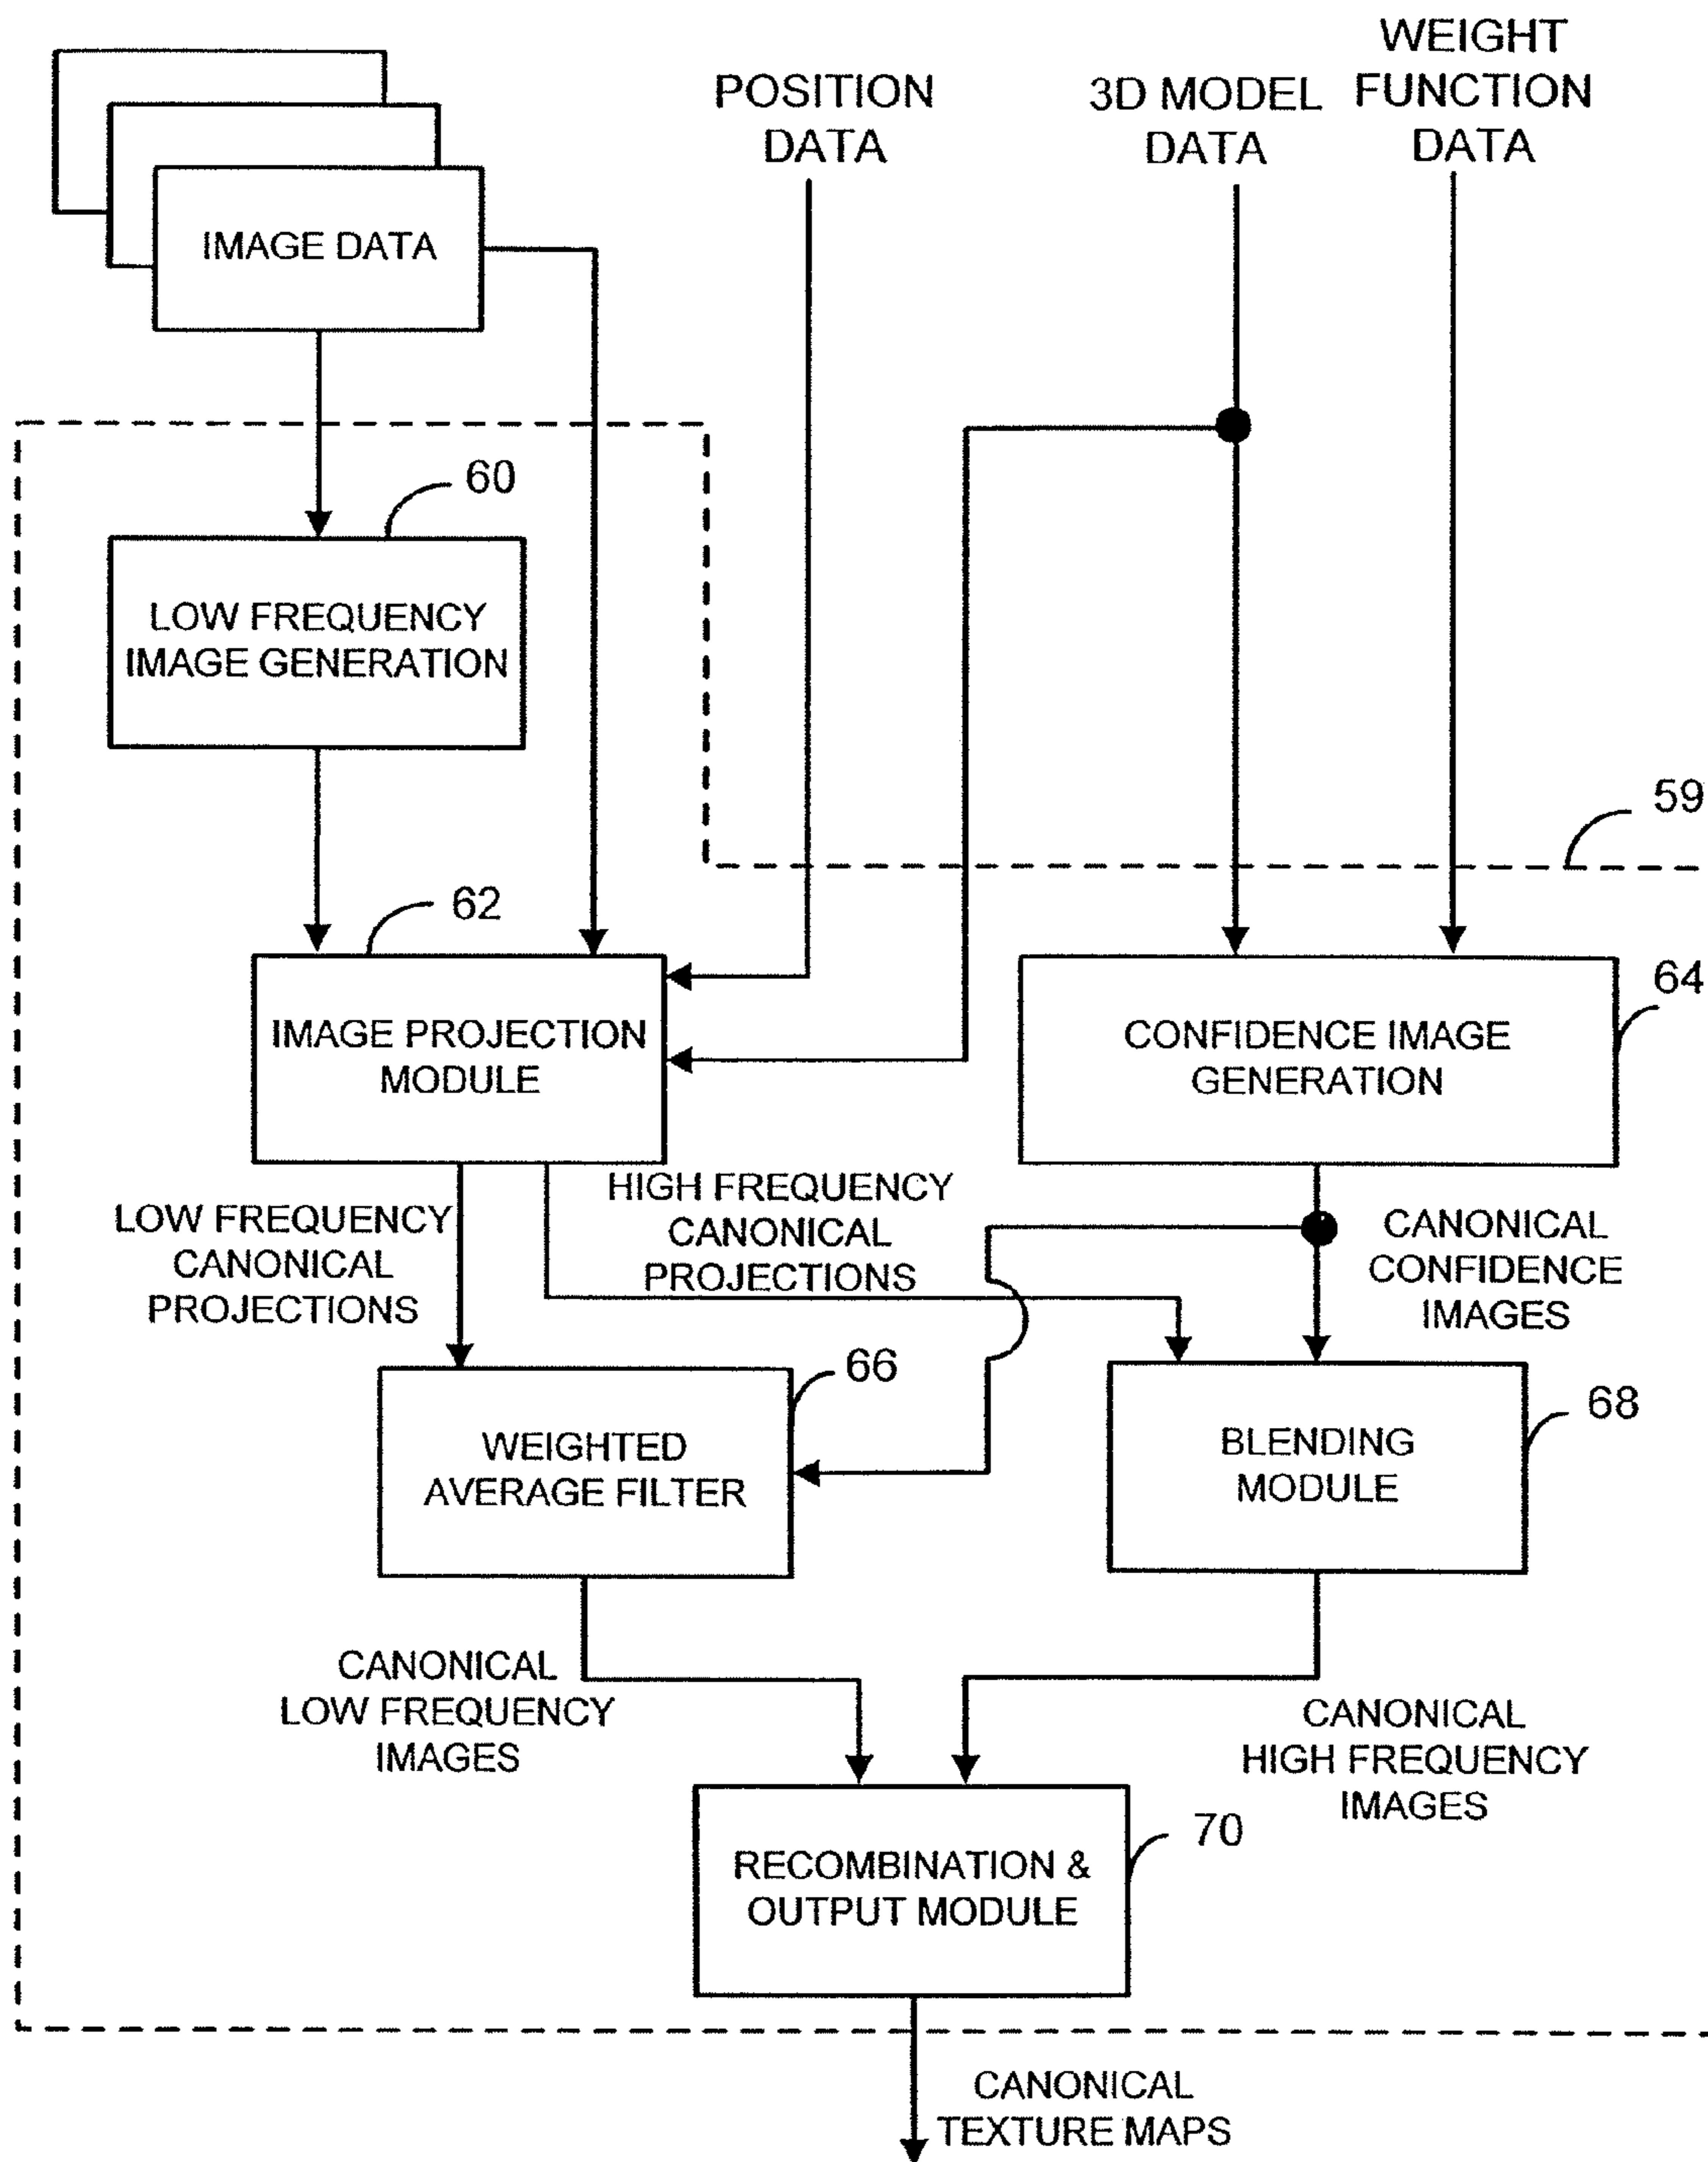 WEIGHT
FUNCTION
DATA
POSITION
DATA
3D MODEL
DATA
IMAGE DATA
60
LOW FREQUENCY
IMAGE GENERATION
59
62
IMAGE PROJECTION
MODULE
64
CONFIDENCE IMAGE
GENERATION
LOW FREQUENCY
CANONICAL
PROJECTIONS
HIGH FREQUENCY
CANONICAL
PROJECTIONS
CANONICAL
CONFIDENCE
IMAGES
66
WEIGHTED
AVERAGE FILTER
68
BLENDING
MODULE
CANONICAL
LOW FREQUENCY
IMAGES
CANONICAL
HIGH FREQUENCY
IMAGES
70
RECOMBINATION &
OUTPUT MODULE
CANONICAL
TEXTURE MAPS